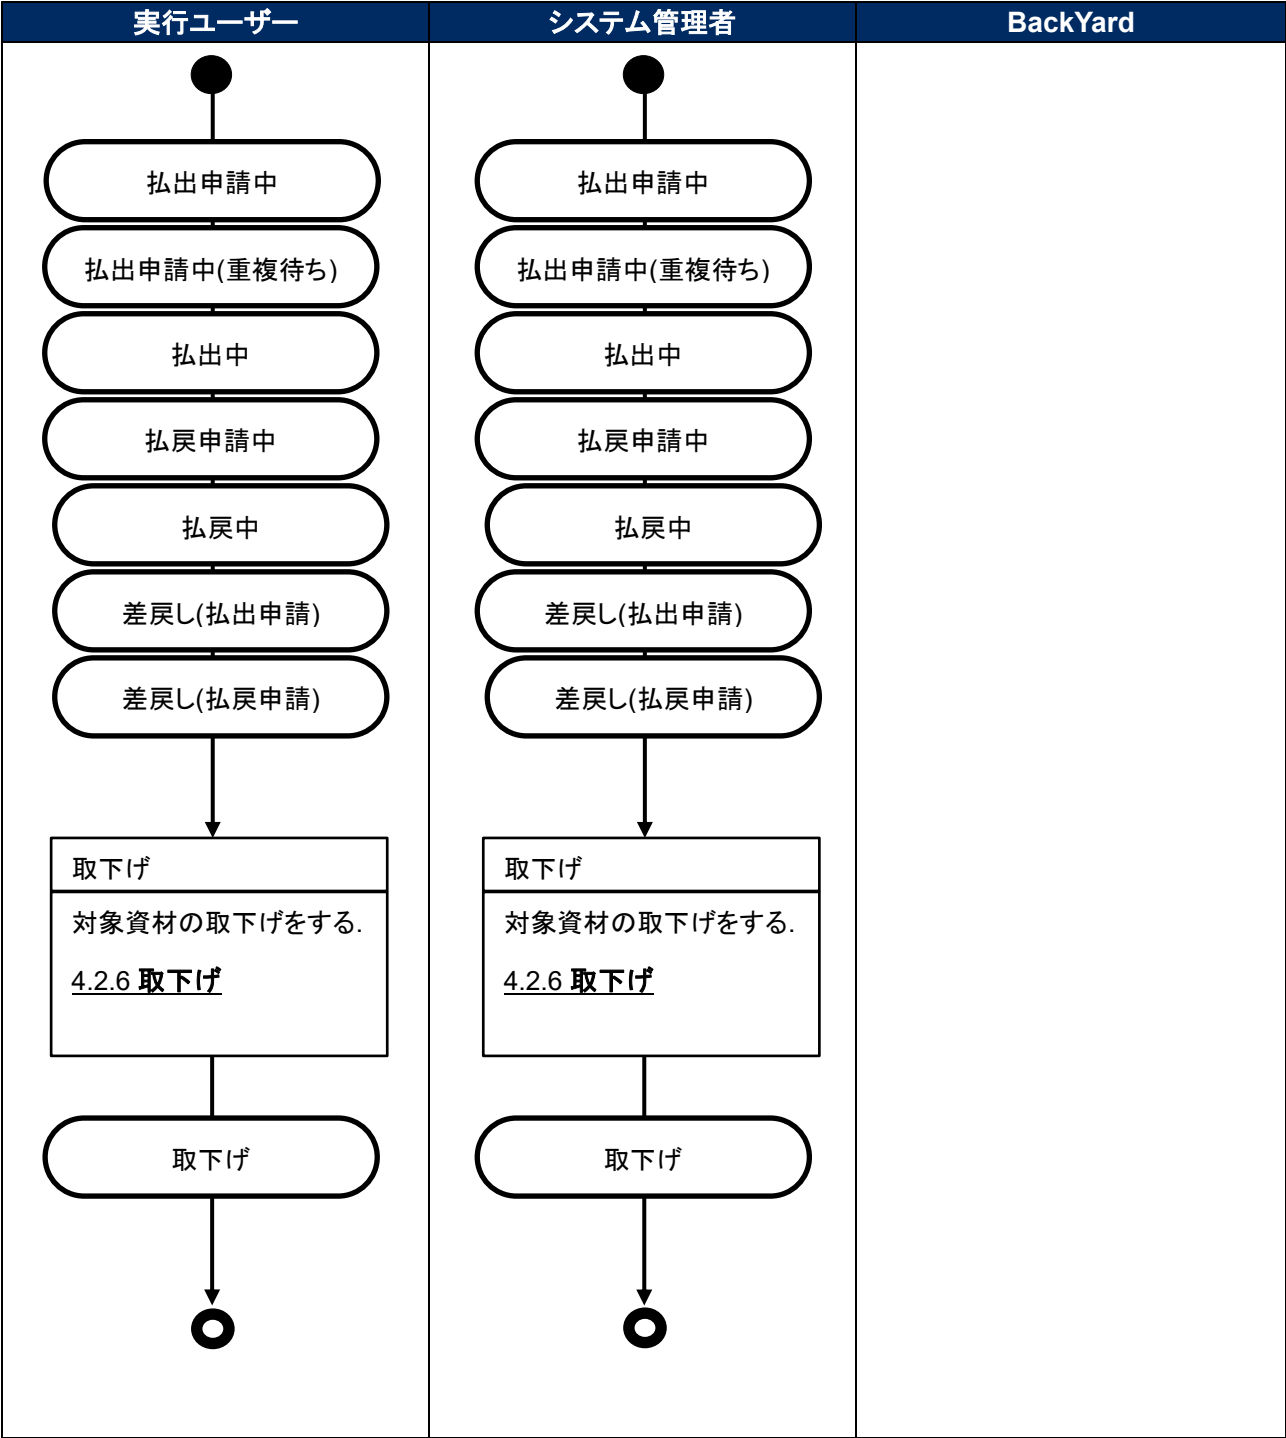 実行ユーザー
システム管理者
BackYard
払出申請中
払出申請中(重複待ち)
払出中
払戻申請中
払戻中
差戻し(払出申請)
差戻し(払戻申請)
取下げ
対象資材の取下げをする.
4.2.6 取下げ
取下げ
払出申請中
払出申請中(重複待ち)
払出中
払戻申請中
払戻中
差戻し(払出申請)
差戻し(払戻申請)
取下げ
対象資材の取下げをする.
4.2.6 取下げ
取下げ